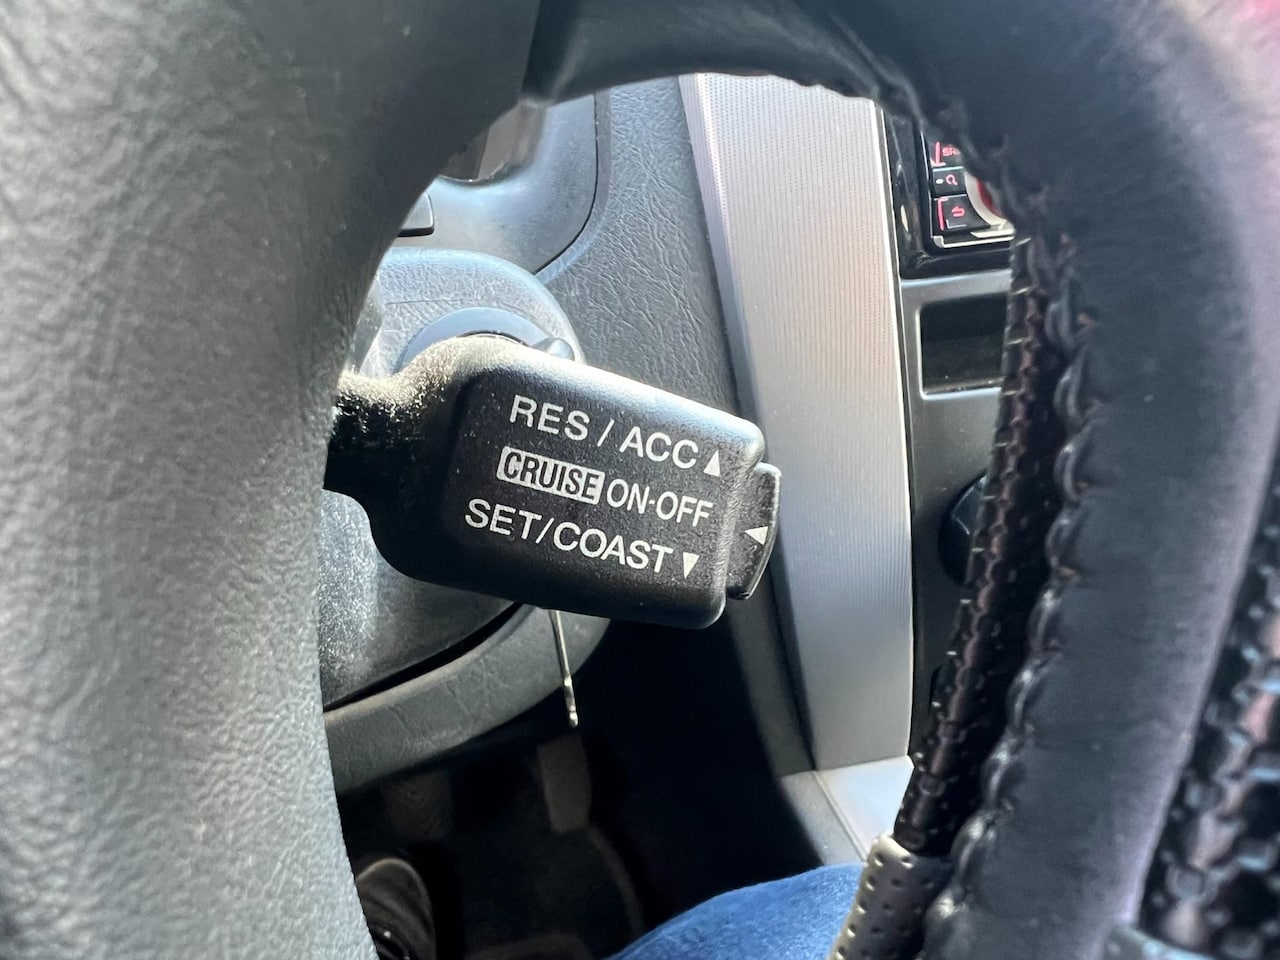 RES / ACC▲
CRUISE ON-OFF
SET/COAST▼